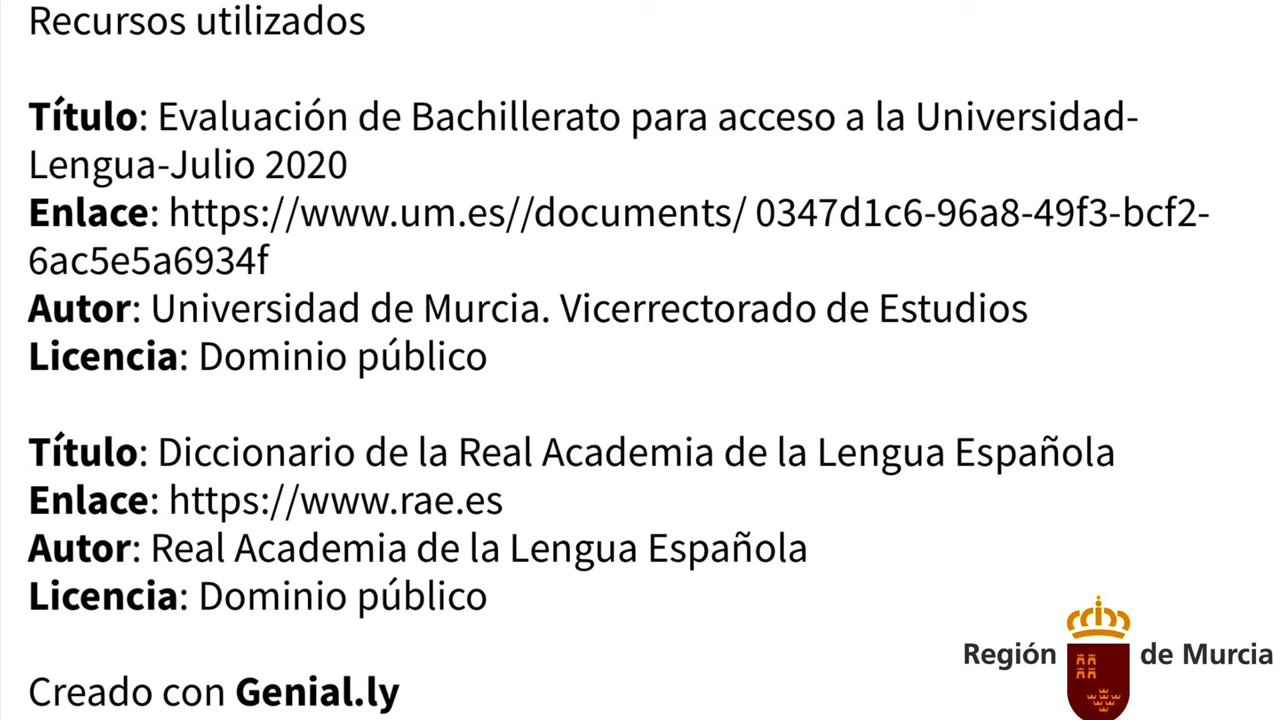 Recursos utilizados
Título: Evaluación de Bachillerato para acceso a la Universidad-
Lengua-Julio 2020
Enlace: https://www.um.es//documents/ 0347d1c6-96a8-49f3-bcf2-
6ac5e5a6934f
Autor: Universidad de Murcia. Vicerrectorado de Estudios
Licencia: Dominio público
Título: Diccionario de la Real Academia de la Lengua Española
Enlace: https://www.rae.es
Autor: Real Academia de la Lengua Española
Licencia: Dominio público
Región de Murcia
Creado con Genial.ly